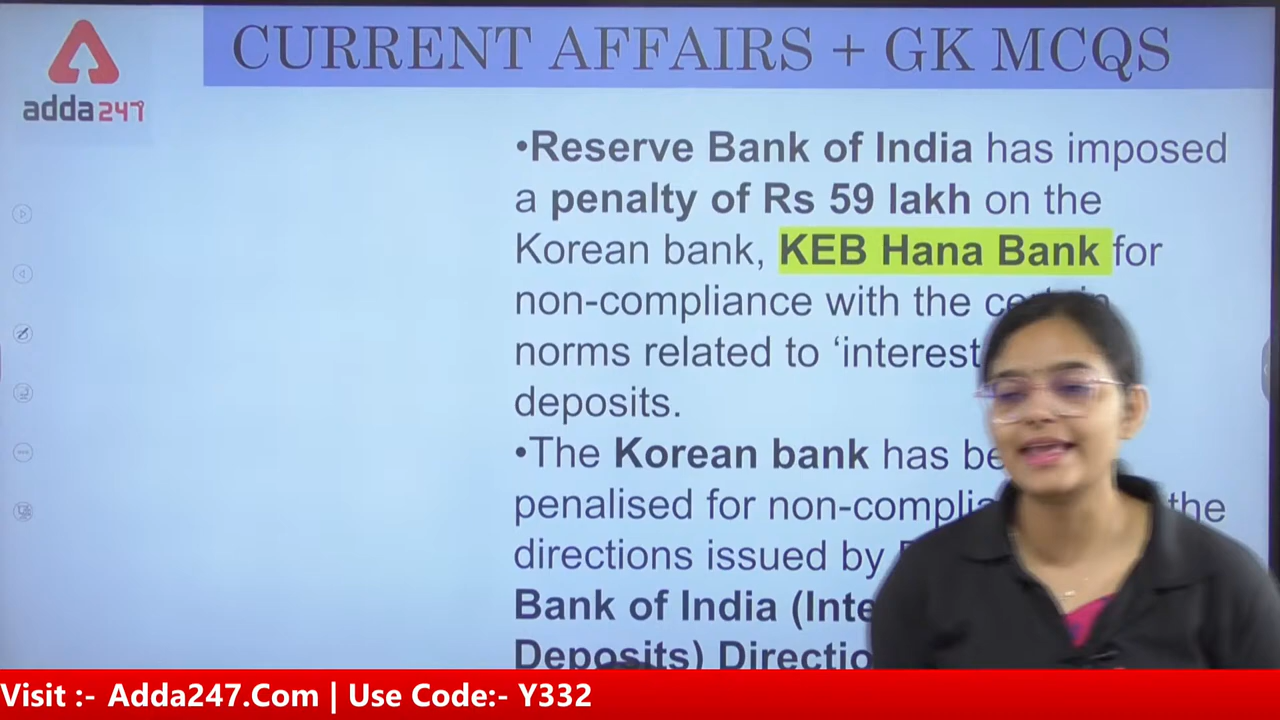 CURRENT AFFAIRS + GK MCQS
adda247
•Reserve Bank of India has imposed
a penalty of Rs 59 lakh on the
Korean bank, KEB Hana Bank for
non-compliance with the certain
norms related to ‘interest
deposits.
•The Korean bank has be
penalised for non-complia the
directions issued by
Bank of India (Inte
Deposits) Directio
Visit :- Adda247.Com | Use Code:- Y332